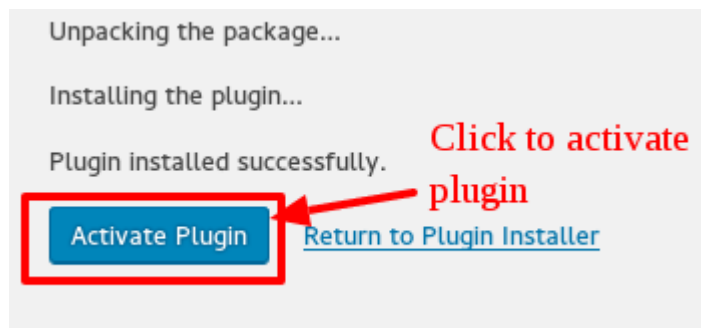 Unpacking the package...
Installing the plugin...
Plugin installed successfully.
Click to activate
plugin
Activate Plugin
Return to Plugin Installer